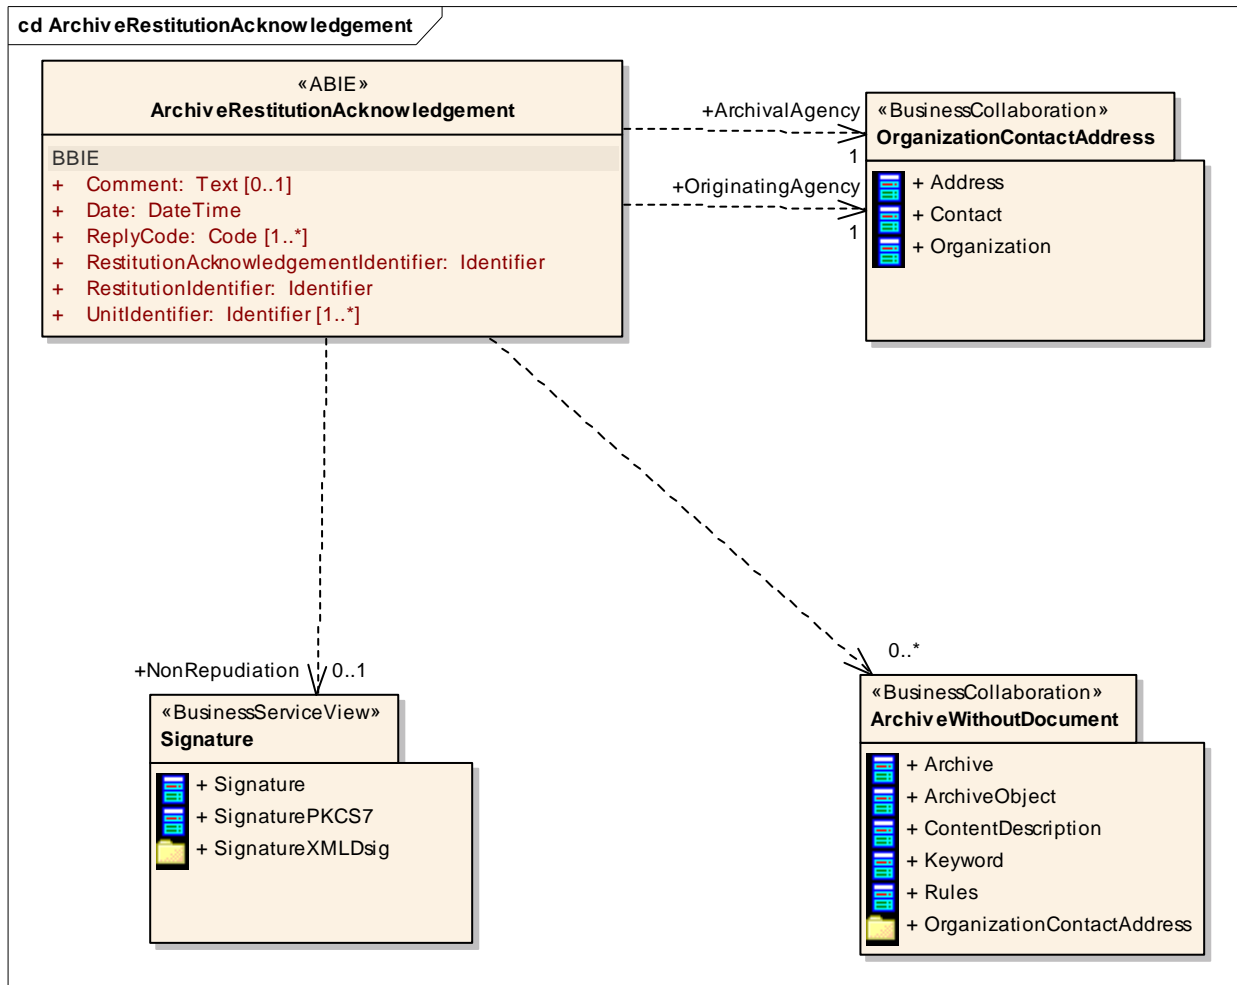 cd ArchiveRestitutionAcknowledgement
«ABIE»
ArchiveRestitutionAcknowledgement
BBIE
+ Comment: Text [0..1]
+ Date: DateTime
+ ReplyCode: Code [1..*]
+ RestitutionAcknowledgementIdentifier: Identifier
+ RestitutionIdentifier: Identifier
+ UnitIdentifier: Identifier [1..*]
+ArchivalAgency
1
+OriginatingAgency
1
«BusinessCollaboration»
OrganizationContactAddress
+ Address
+ Contact
+ Organization
+NonRepudiation 0..1
«BusinessServiceView»
Signature
+ Signature
+ SignaturePKCS7
+ SignatureXMLDsig
0..*
«BusinessCollaboration»
ArchiveWithoutDocument
+ Archive
+ ArchiveObject
+ ContentDescription
+ Keyword
+ Rules
+ OrganizationContactAddress